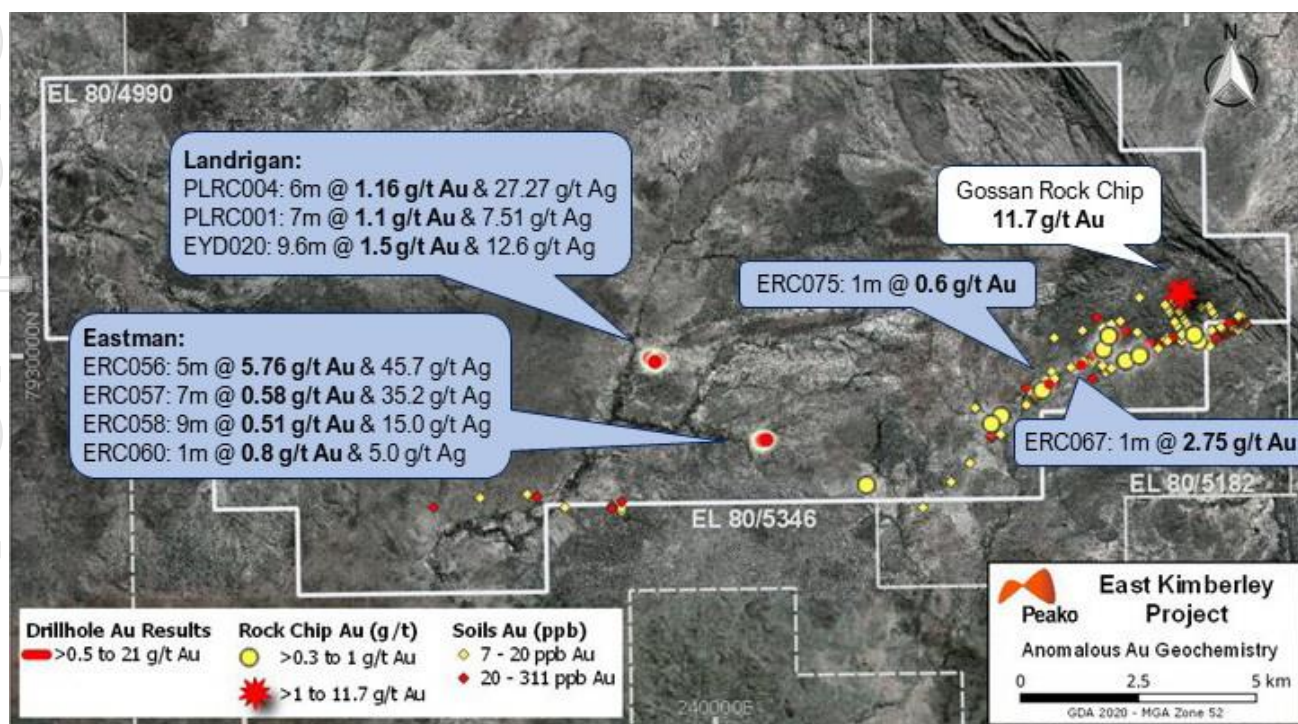 N
EL 80/4990
Landrigan:
PLRC004: 6m @ 1.16 g/t Au & 27.27 g/t Ag
PLRC001: 7m @ 1.1 g/t Au & 7.51 g/t Ag
EYD020: 9.6m @ 1.5 g/t Au & 12.6 g/t Ag
Gossan Rock Chip
11.7 g/t Au
ERC075: 1m @ 0.6 g/t Au
Eastman:
ERC056: 5m @ 5.76 g/t Au & 45.7 g/t Ag
ERC057: 7m @ 0.58 g/t Au & 35.2 g/t Ag
ERC058: 9m @ 0.51 g/t Au & 15.0 g/t Ag
ERC060: 1m @ 0.8 g/t Au & 5.0 g/t Ag
7930000N
ERC067: 1m @ 2.75 g/t Au
EL 80/5182
EL 80/5346
Drillhole Au Results
>0.5 to 21 g/t Au
Rock Chip Au (g/t)
>0.3 to 1 g/t Au
>1 to 11.7 g/t Au
Soils Au (ppb)
7 - 20 ppb Au
20 - 311 ppb Au
240000E
Peako
East Kimberley
Project
Anomalous Au Geochemistry
0 2.5 5 km
GDA 2020 - MGA Zone 52